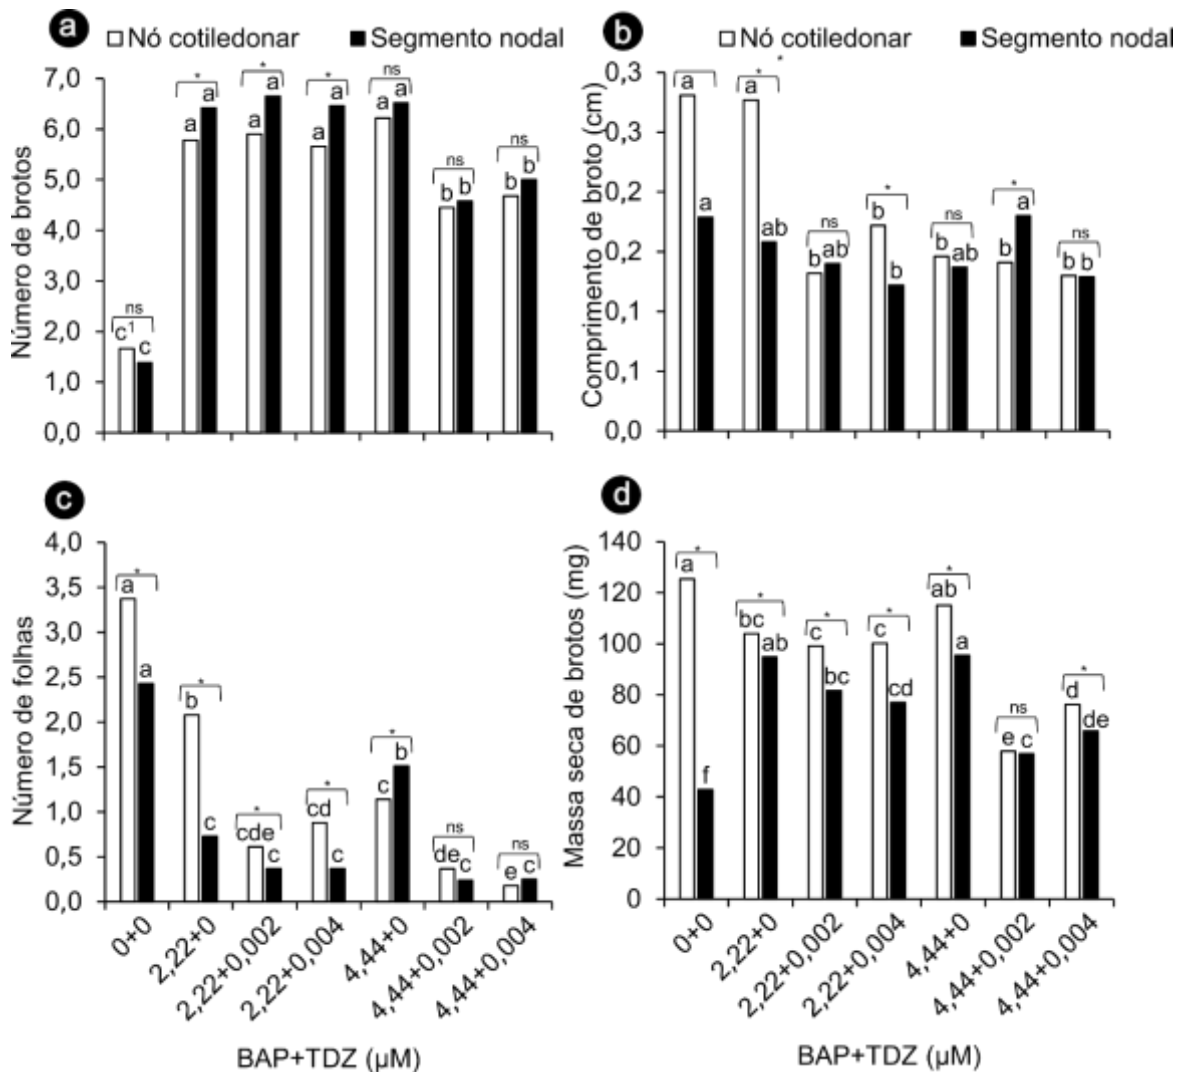 a
Nó cotiledonar Segmento nodal
Número de brotos
7,0
6,0
5,0
4,0
3,0
2,0
1,0
0,0
ns * * * ns ns ns
c¹ c a a a a a a a a b b b b
b
Nó cotiledonar Segmento nodal
Comprimento de broto (cm)
0,3
0,3
0,2
0,2
0,1
0,1
0,0
* * ns * ns * ns
a a a ab b ab b b b ab b a b b
c
Número de folhas
4,0
3,5
3,0
2,5
2,0
1,5
1,0
0,5
0,0
* * * * * ns ns
a a b c cde c cd c c b de c e c
0+0
2,22+0
2,22+0,002
2,22+0,004
4,44+0
4,44+0,002
4,44+0,004
BAP+TDZ (µM)
d
Massa seca de brotos (mg)
140
120
100
80
60
40
20
0
* * * * * ns *
a f bc ab c bc c cd ab a e c d de
0+0
2,22+0
2,22+0,002
2,22+0,004
4,44+0
4,44+0,002
4,44+0,004
BAP+TDZ (µM)